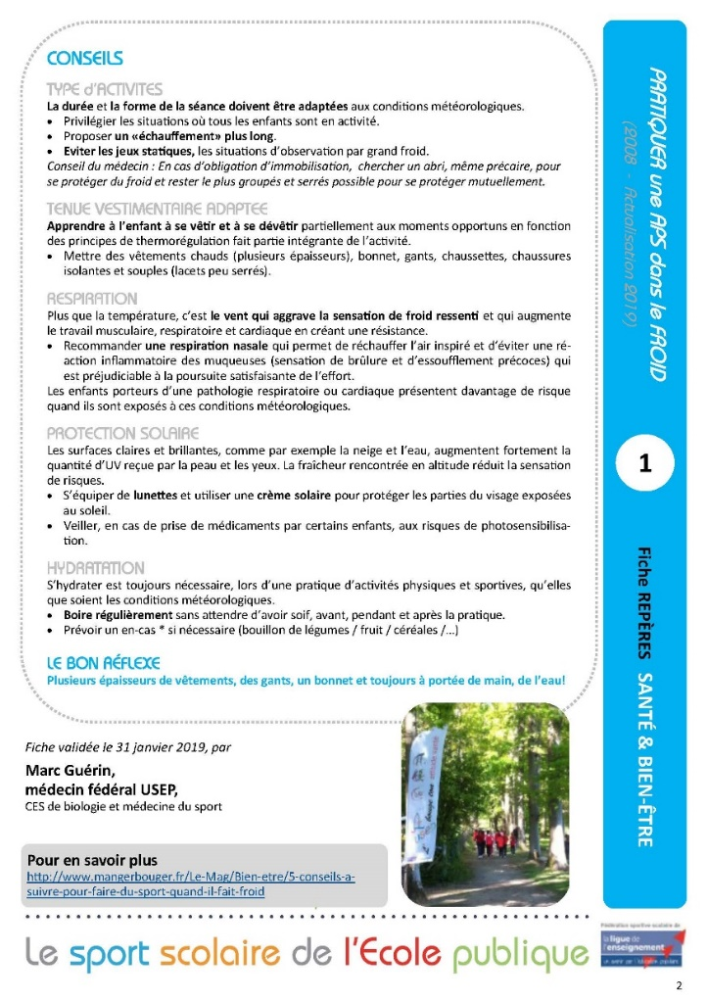 CONSEILS
TYPE d'ACTIVITES
La durée et la forme de la séance doivent être adaptées aux conditions météorologiques.
• Privilégier les situations où tous les enfants sont en activité.
• Proposer un «échauffement» plus long.
• Eviter les jeux statiques, les situations d'observation par grand froid.
Conseil du médecin : En cas d'obligation d'immobilisation, chercher un abri, même précaire, pour
se protéger du froid et rester le plus groupés et serrés possible pour se protéger mutuellement.
TENUE VESTIMENTAIRE ADAPTEE
Apprendre à l'enfant à se vêtir et à se dévêtir partiellement aux moments opportuns en fonction
des principes de thermorégulation fait partie intégrante de l'activité.
• Mettre des vêtements chauds (plusieurs épaisseurs), bonnet, gants, chaussettes, chaussures
isolantes et souples (lacets peu serrés).
RESPIRATION
Plus que la température, c'est le vent qui aggrave la sensation de froid ressenti et qui augmente
le travail musculaire, respiratoire et cardiaque en créant une résistance.
• Recommander une respiration nasale qui permet de réchauffer l'air inspiré et d'éviter une ré-
action inflammatoire des muqueuses (sensation de brûlure et d'essoufflement précoces) qui
est préjudiciable à la poursuite satisfaisante de l'effort.
Les enfants porteurs d'une pathologie respiratoire ou cardiaque présentent davantage de risque
quand ils sont exposés à ces conditions météorologiques.
PROTECTION SOLAIRE
Les surfaces claires et brillantes, comme par exemple la neige et l'eau, augmentent fortement la
quantité d'UV reçue par la peau et les yeux. La fraîcheur rencontrée en altitude réduit la sensation
de risques.
• S'équiper de lunettes et utiliser une crème solaire pour protéger les parties du visage exposées
au soleil.
• Veiller, en cas de prise de médicaments par certains enfants, aux risques de photosensibilisa-
tion.
HYDRATATION
S'hydrater est toujours nécessaire, lors d'une pratique d'activités physiques et sportives, qu'elles
que soient les conditions météorologiques.
• Boire régulièrement sans attendre d'avoir soif, avant, pendant et après la pratique.
• Prévoir un en-cas * si nécessaire (bouillon de légumes / fruit / céréales /...)
LE BON RÉFLEXE
Plusieurs épaisseurs de vêtements, des gants, un bonnet et toujours à portée de main, de l'eau!
Fiche validée le 31 janvier 2019, par
Marc Guérin,
médecin fédéral USEP,
CES de biologie et médecine du sport
Pour en savoir plus
http://www.mangerbouger.fr/Le-Mag/Bien-etre/5-conseils-a-
suivre-pour-faire-du-sport-quand-il-fait-froid
PRATIQUER une APS dans le FROID
(2008 - Actualisation 2019)
1
Fiche REPÈRES SANTÉ & BIEN-ÊTRE
Le sport scolaire de l'Ecole publique
Fédération sportive scolaire de
la ligue de
l'enseignement
2